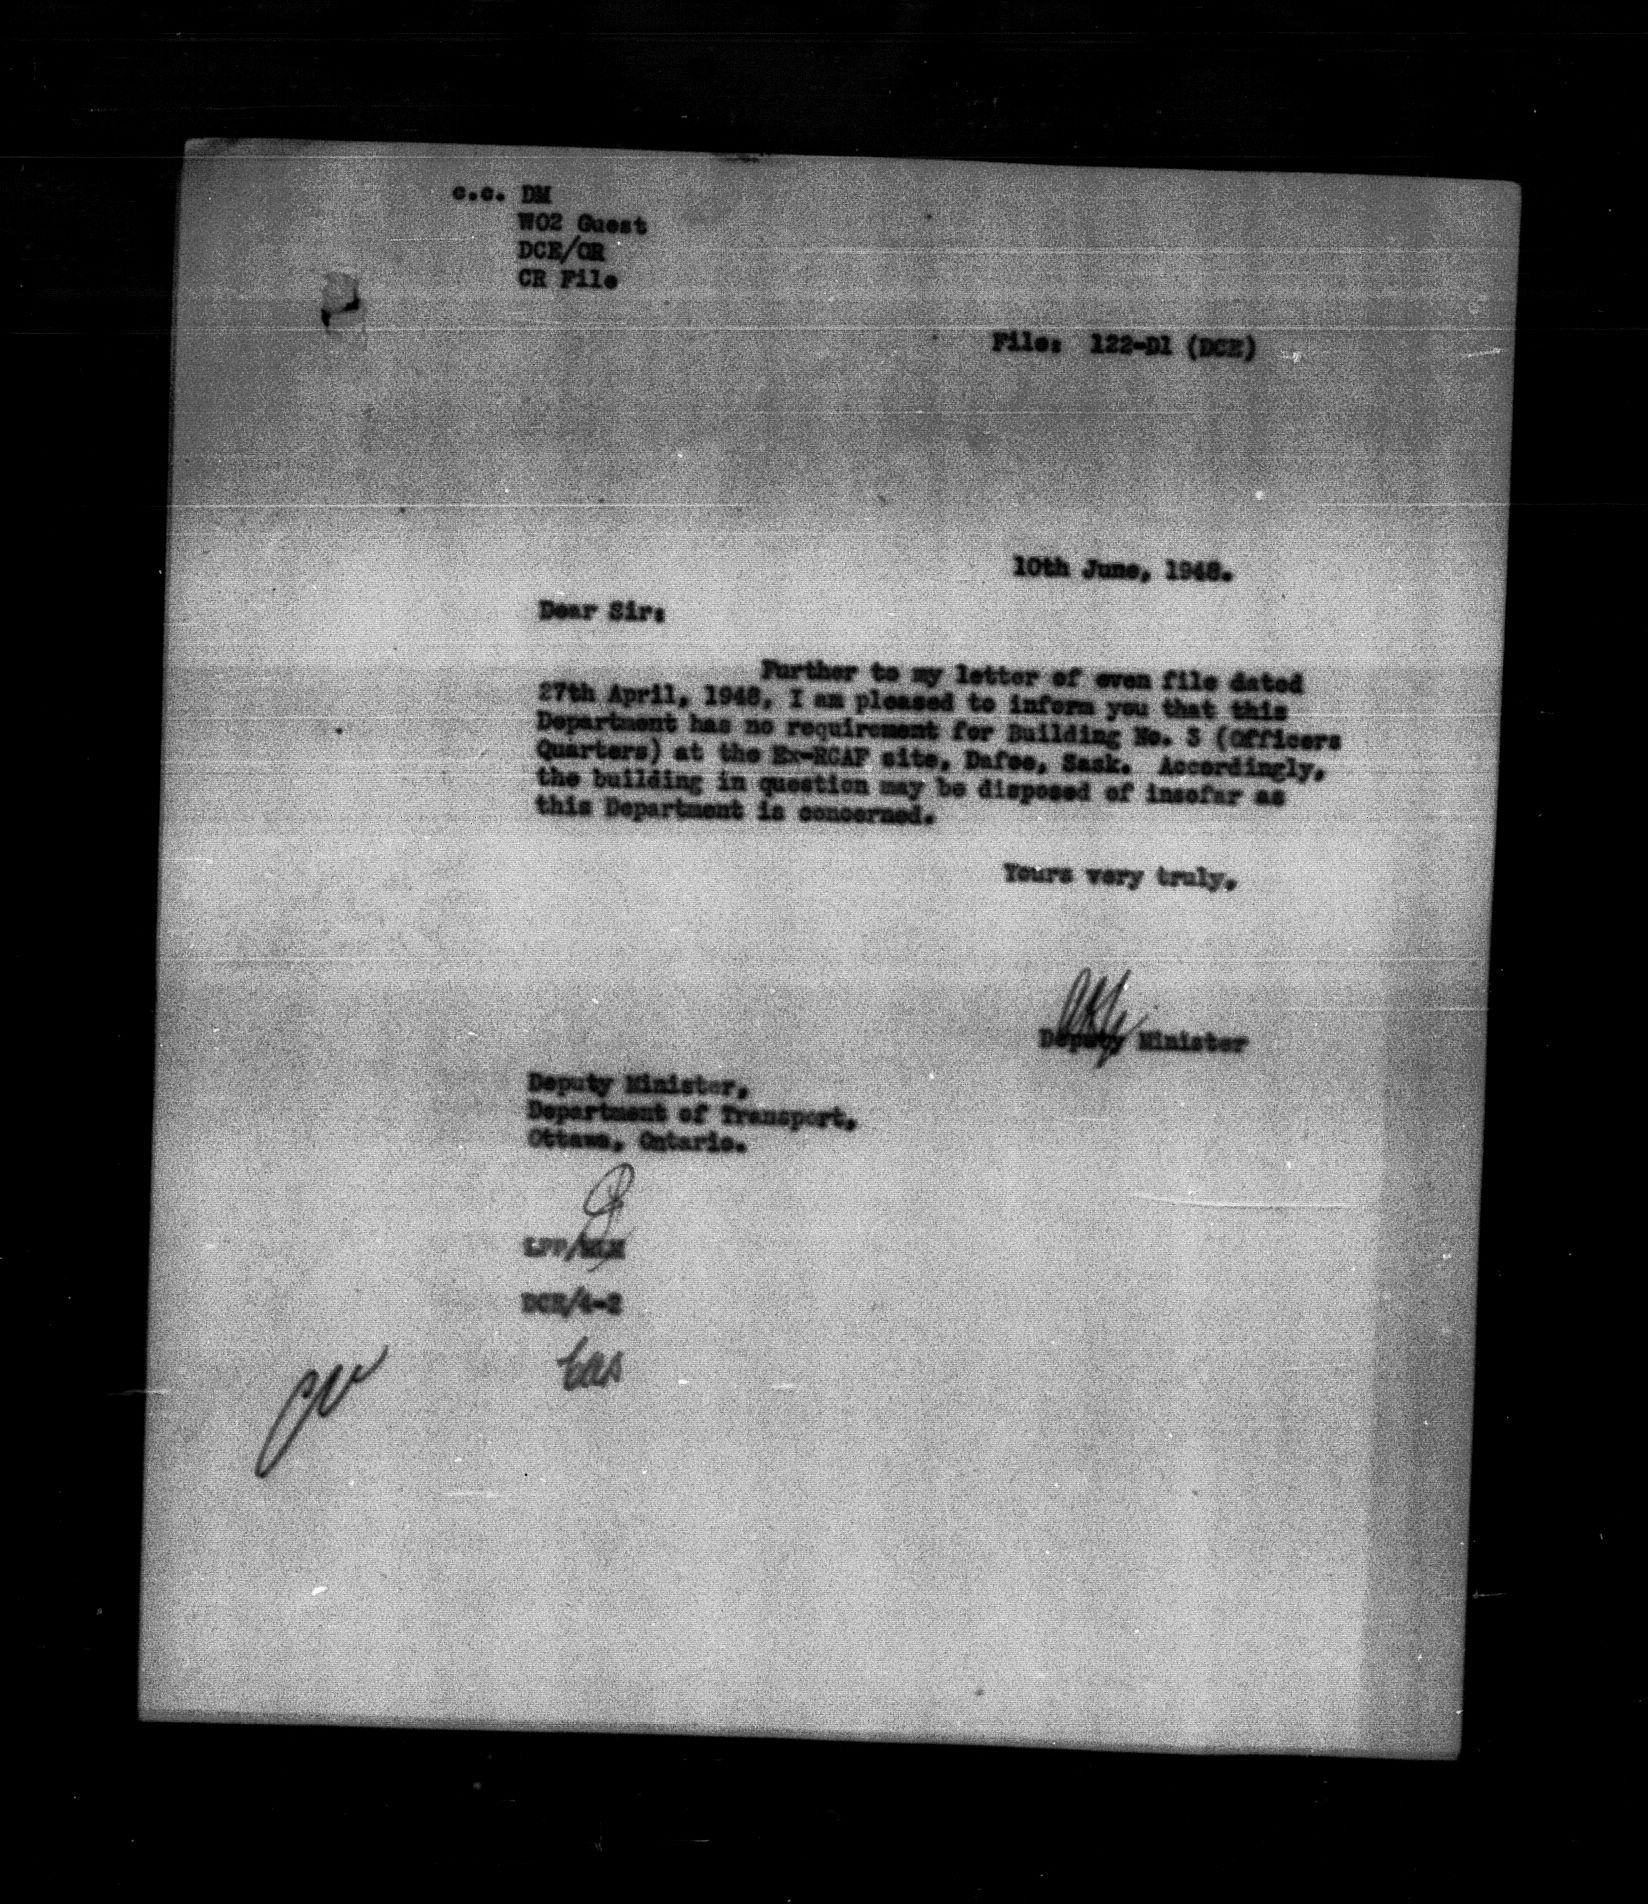 c.c. DM
WO2 Guest
DCE/CR
CR File
File: 122-D1 (DCE)
10th June, 1948.
Dear Sir:
Further to my letter of even file dated
27th April, 1948, I am pleased to inform you that this
Department has no requirement for Building No. 3 (Officers
Quarters) at the Ex-RCAF site, Dafoe, Sask. Accordingly,
the building in question may be disposed of insofar as
this Department is concerned.
Yours very truly,
Deputy Minister
Deputy Minister,
Department of Transport,
Ottawa, Ontario.
DCE/4-2